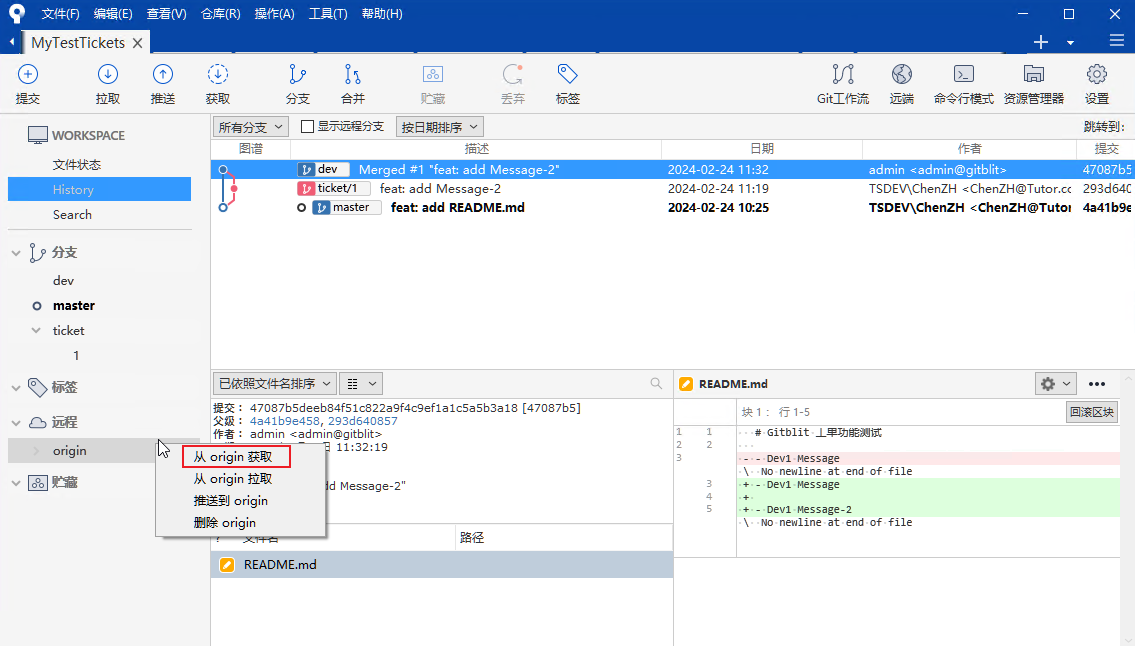 文件(F) 编辑(E) 查看(V) 仓库(R) 操作(A) 工具(T) 帮助(H)
MyTestTickets
提交 拉取 推送 获取 分支 合并 贮藏 丢弃 标签 Git工作流 远端 命令行模式 资源管理器 设置
WORKSPACE
文件状态
History
Search
分支
dev
master
ticket
1
标签
远程
origin
贮藏
所有分支 显示远程分支 按日期排序 跳转到:
图谱 描述 日期 作者 提交
dev Merged #1 "feat: add Message-2" 2024-02-24 11:32 admin <admin@gitblit> 47087b5
ticket/1 feat: add Message-2 2024-02-24 11:19 TSDEV\ChenZH <ChenZH@Tutor.cc 293d640
master feat: add README.md 2024-02-24 10:25 TSDEV\ChenZH <ChenZH@Tutor 4a41b9e
已依照文件名排序
提交： 47087b5deeb84f51c822a9f4c9ef1a1c5a5b3a18 [47087b5]
父级： 4a41b9e458, 293d640857
作者： admin <admin@gitblit>
11:32:19
dd Message-2"
从 origin 获取
从 origin 拉取
推送到 origin
删除 origin
? 文件名 路径
README.md
README.md
块 1： 行 1-5 回滚区块
1 1 # Gitblit 工单功能测试
2 2
3 - - Dev1 Message
\ No newline at end of file
3 + - Dev1 Message
4 +
5 + - Dev1 Message-2
\ No newline at end of file